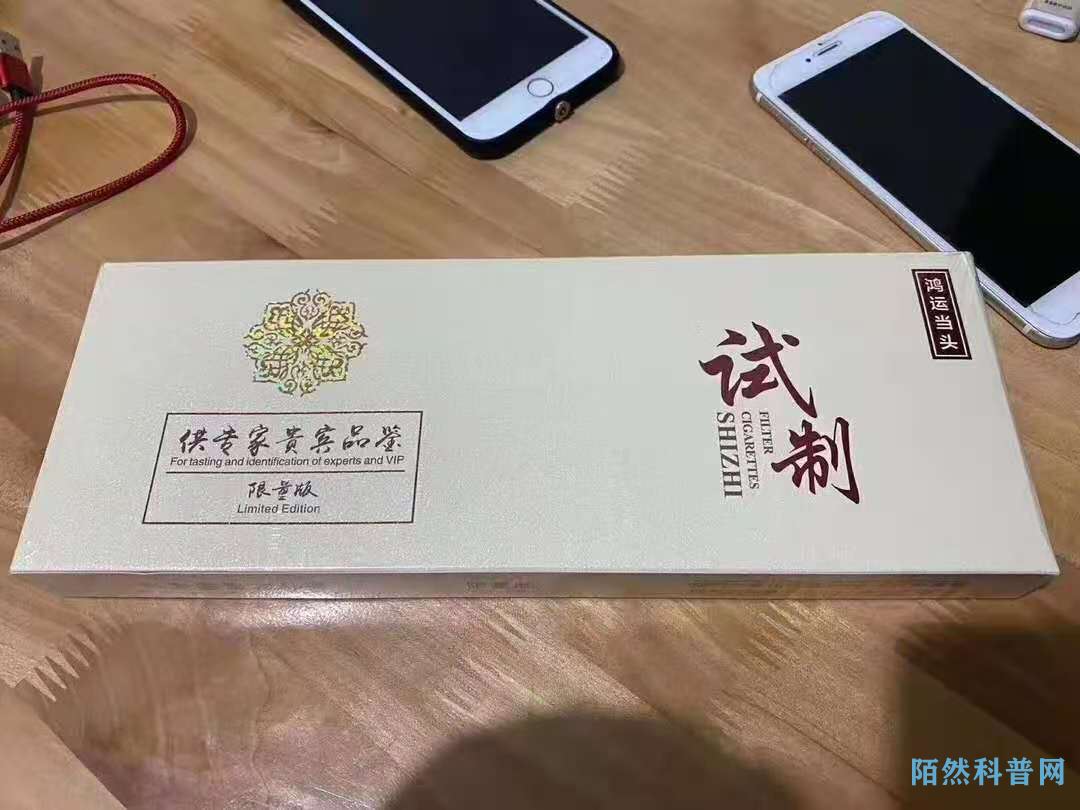 鸿运当头
试制
FILTER
CIGARETTES
SHIZHI
供专家贵宾品鉴
For tasting and identification of experts and VIP
限量版
Limited Edition
陌然科普网